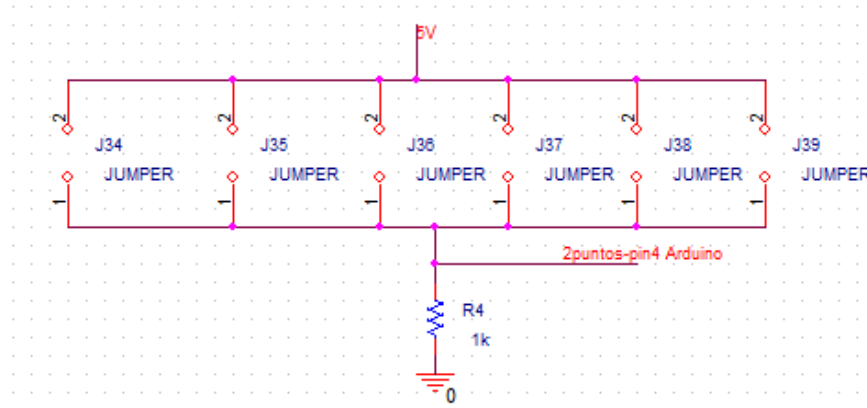 5V
2 2 2 2 2 2
J34 J35 J36 J37 J38 J39
JUMPER JUMPER JUMPER JUMPER JUMPER JUMPER
1 1 1 1 1 1
2puntos-pin4 Arduino
R4
1k
0